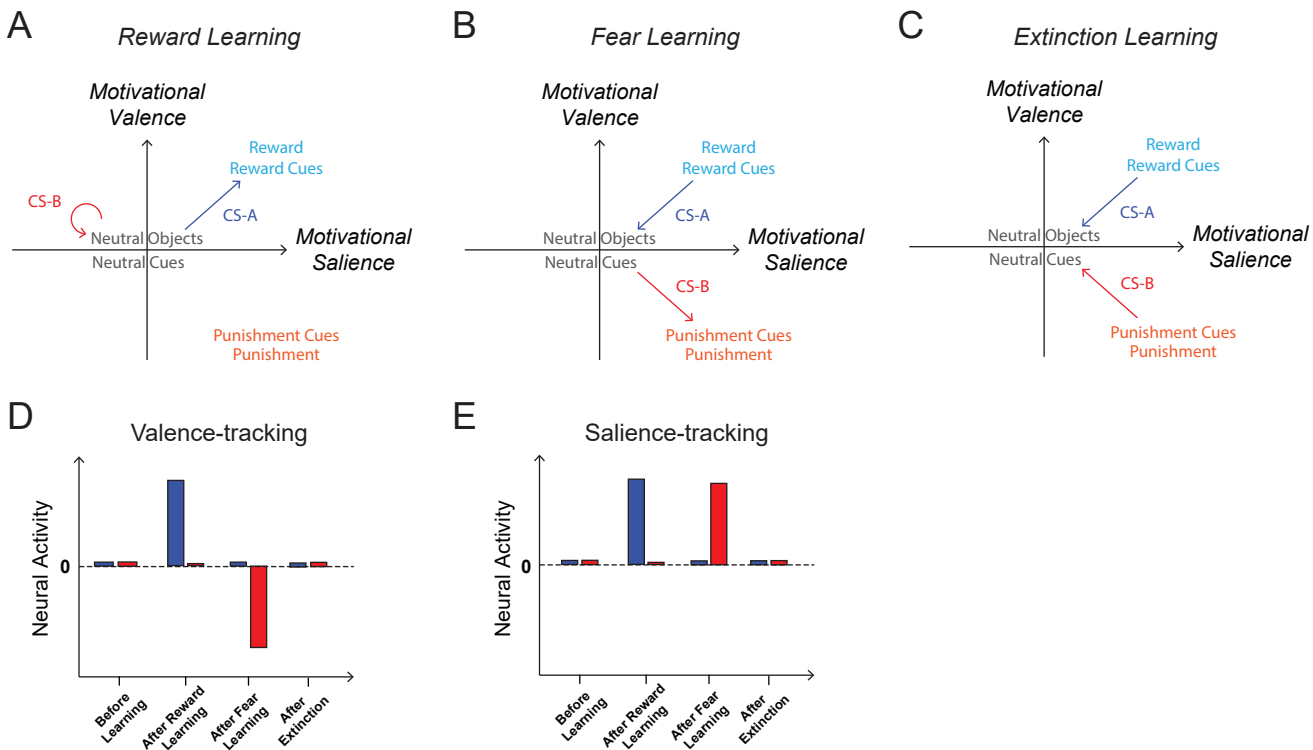 A
Reward Learning
Motivational
Valence
Reward
Reward Cues
CS-B
CS-A
Neutral Objects
Neutral Cues
Motivational
Salience
Punishment Cues
Punishment
B
Fear Learning
Motivational
Valence
Reward
Reward Cues
CS-A
Neutral Objects
Neutral Cues
Motivational
Salience
CS-B
Punishment Cues
Punishment
C
Extinction Learning
Motivational
Valence
Reward
Reward Cues
CS-A
Neutral Objects
Neutral Cues
Motivational
Salience
CS-B
Punishment Cues
Punishment
D
Valence-tracking
Neural Activity
0
Before
Learning
After Reward
Learning
After Fear
Learning
After
Extinction
E
Salience-tracking
Neural Activity
0
Before
Learning
After Reward
Learning
After Fear
Learning
After
Extinction